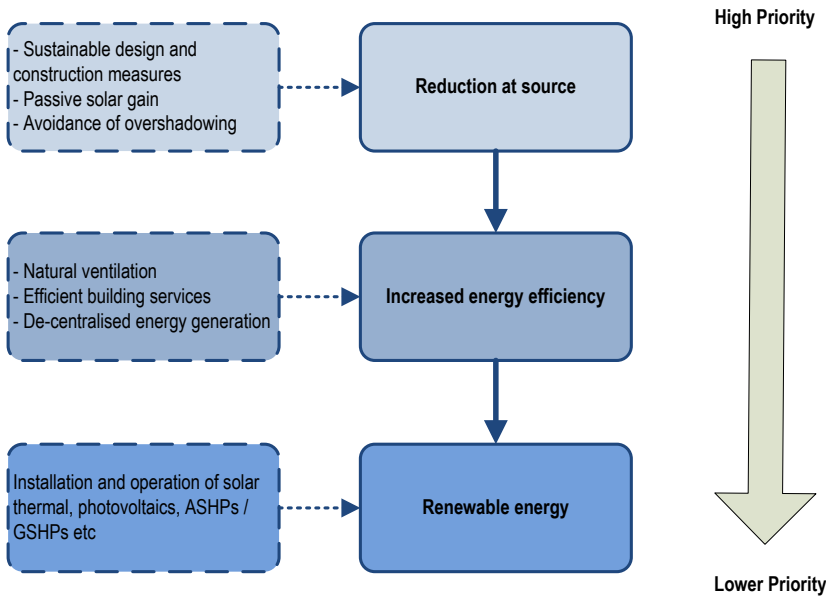 High Priority
- Sustainable design and
construction measures
- Passive solar gain
- Avoidance of overshadowing
Reduction at source
- Natural ventilation
- Efficient building services
- De-centralised energy generation
Increased energy efficiency
Installation and operation of solar
thermal, photovoltaics, ASHPs /
GSHPs etc
Renewable energy
Lower Priority